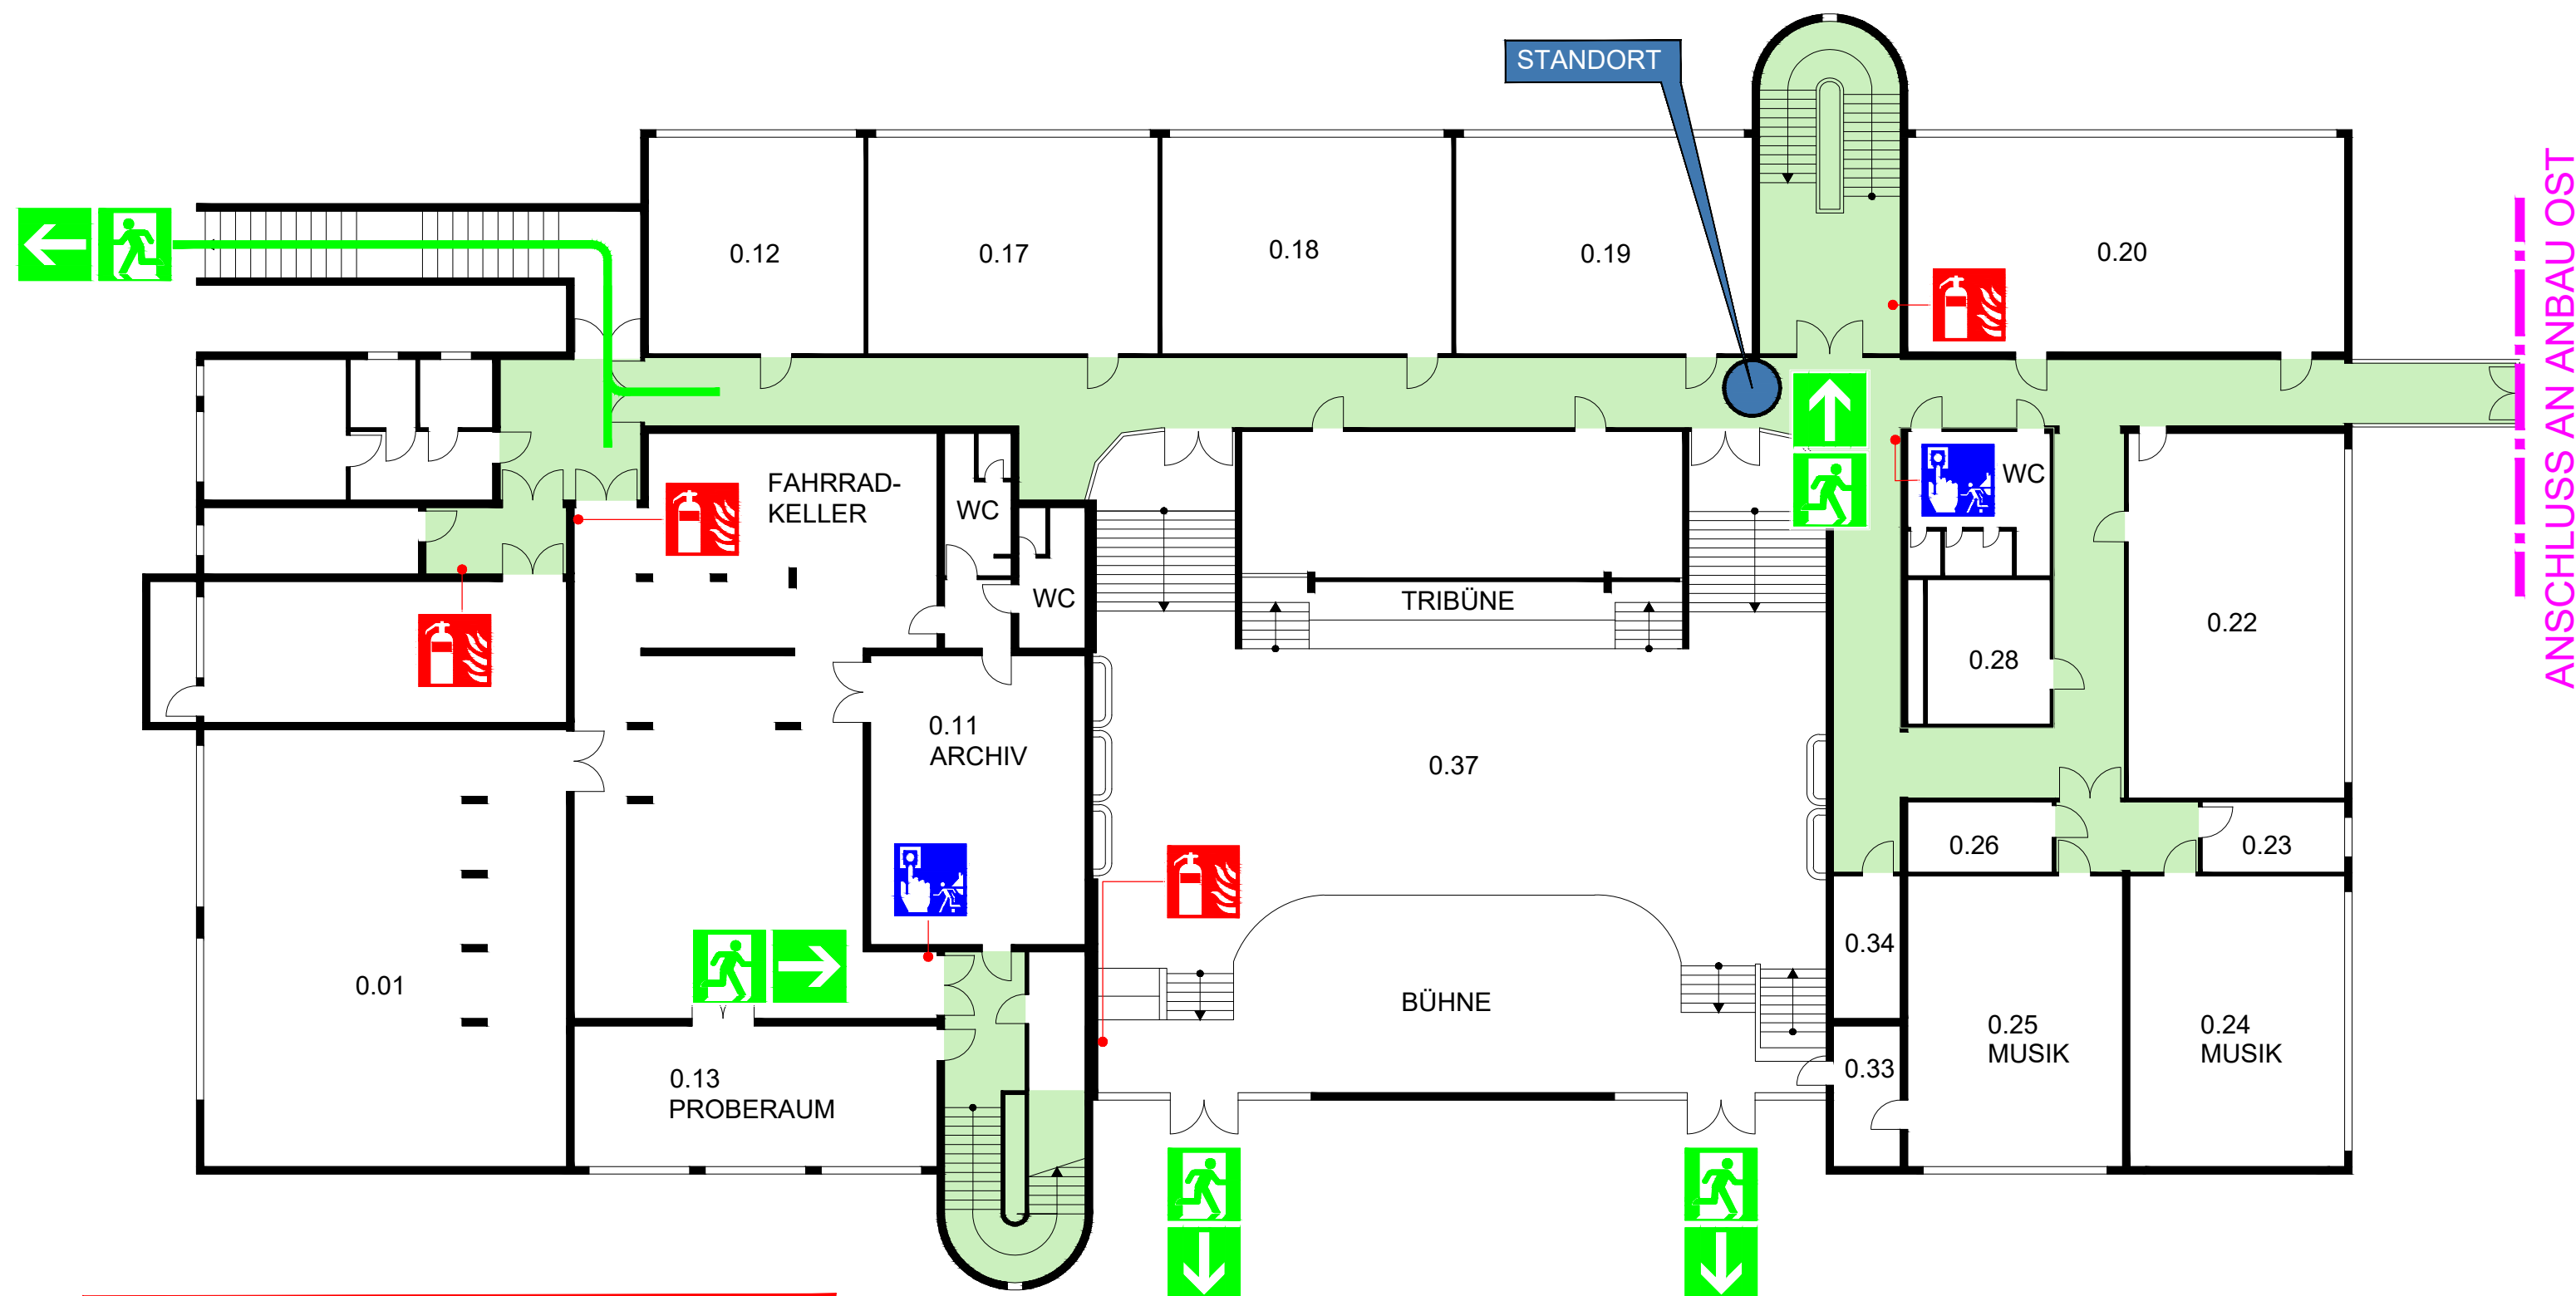 STANDORT
ANSCHLUSS AN ANBAU OST
0.12
0.17
0.18
0.19
0.20
FAHRRAD-
KELLER
WC
WC
WC
TRIBÜNE
0.28
0.22
0.11
ARCHIV
0.37
0.26
0.23
0.34
0.01
BÜHNE
0.25
MUSIK
0.24
MUSIK
0.33
0.13
PROBERAUM